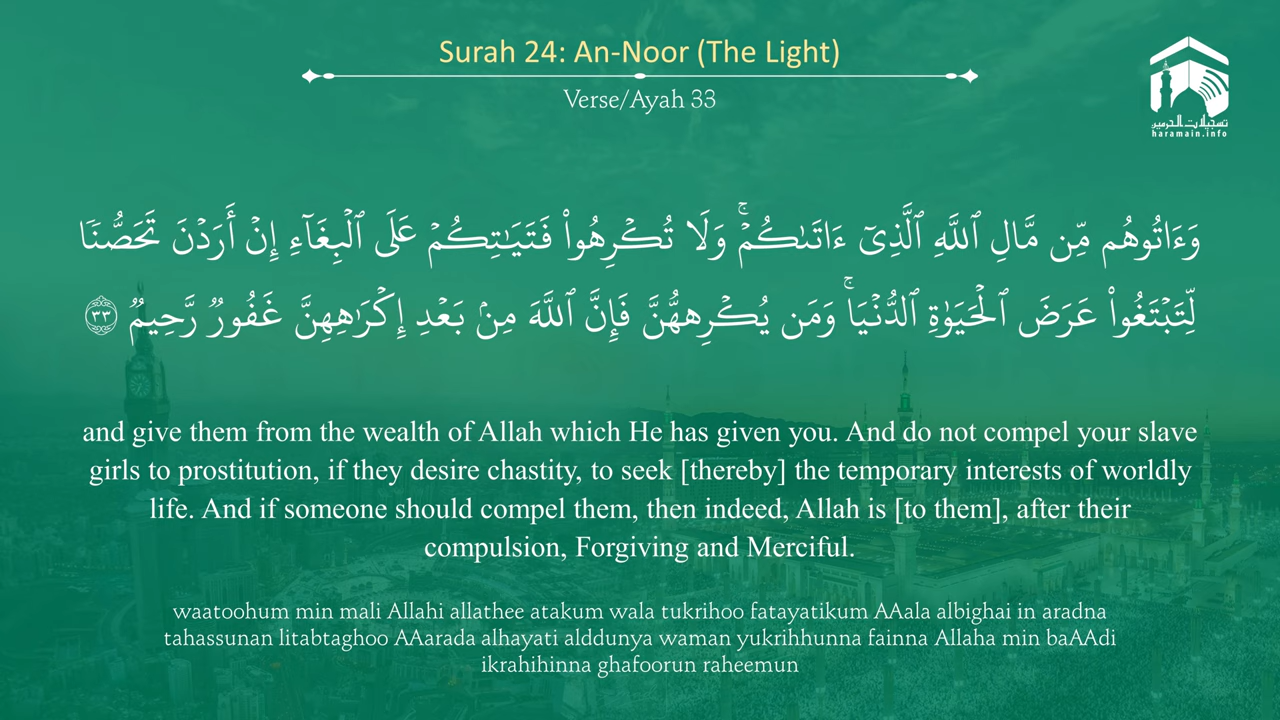 Surah 24: An-Noor (The Light)
Verse/Ayah 33
تسجيلات الحرمين
haramain.info
وَءَاتُوهُم مِّن مَّالِ ٱللَّهِ ٱلَّذِىٓ ءَاتَىٰكُمْۚ وَلَا تُكْرِهُوا۟ فَتَيَٰتِكُمْ عَلَى ٱلْبِغَآءِ إِنْ أَرَدْنَ تَحَصُّنًا
لِّتَبْتَغُوا۟ عَرَضَ ٱلْحَيَوٰةِ ٱلدُّنْيَاۚ وَمَن يُكْرِههُّنَّ فَإِنَّ ٱللَّهَ مِنۢ بَعْدِ إِكْرَٰهِهِنَّ غَفُورٌ رَّحِيمٌ ٣٣
and give them from the wealth of Allah which He has given you. And do not compel your slave
girls to prostitution, if they desire chastity, to seek [thereby] the temporary interests of worldly
life. And if someone should compel them, then indeed, Allah is [to them], after their
compulsion, Forgiving and Merciful.
waatoohum min mali Allahi allathee atakum wala tukrihoo fatayatikum AAala albighai in aradna
tahassunan litabtaghoo AAarada alhayati alddunya waman yukrihhunna fainna Allaha min baAAdi
ikrahihinna ghafoorun raheemun